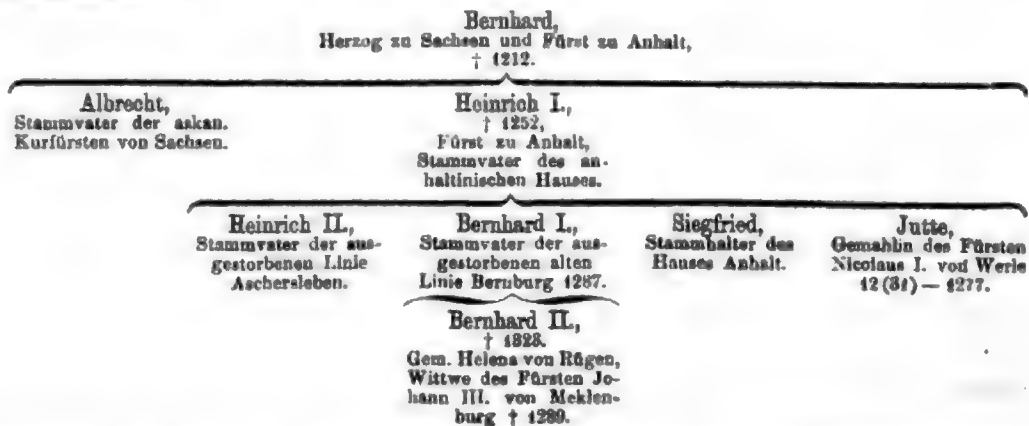 Bernhard,
Herzog zu Sachsen und Fürst zu Anhalt,
† 1212.
Albrecht,
Stammvater der askan.
Kurfürsten von Sachsen.
Heinrich I.,
† 1252,
Fürst zu Anhalt,
Stammvater des an-
haltinischen Hauses.
Heinrich II.,
Stammvater der aus-
gestorbenen Linie
Aschersleben.
Bernhard I.,
Stammvater der aus-
gestorbenen alten
Linie Bernburg 1287.
Siegfried,
Stammhalter des
Hauses Anhalt.
Jutte,
Gemahlin des Fürsten
Nicolaus I. von Werle
12(31) — 1277.
Bernhard II.,
† 1323.
Gem. Helena von Rügen,
Wittwe des Fürsten Jo-
hann III. von Meklen-
burg † 1289.